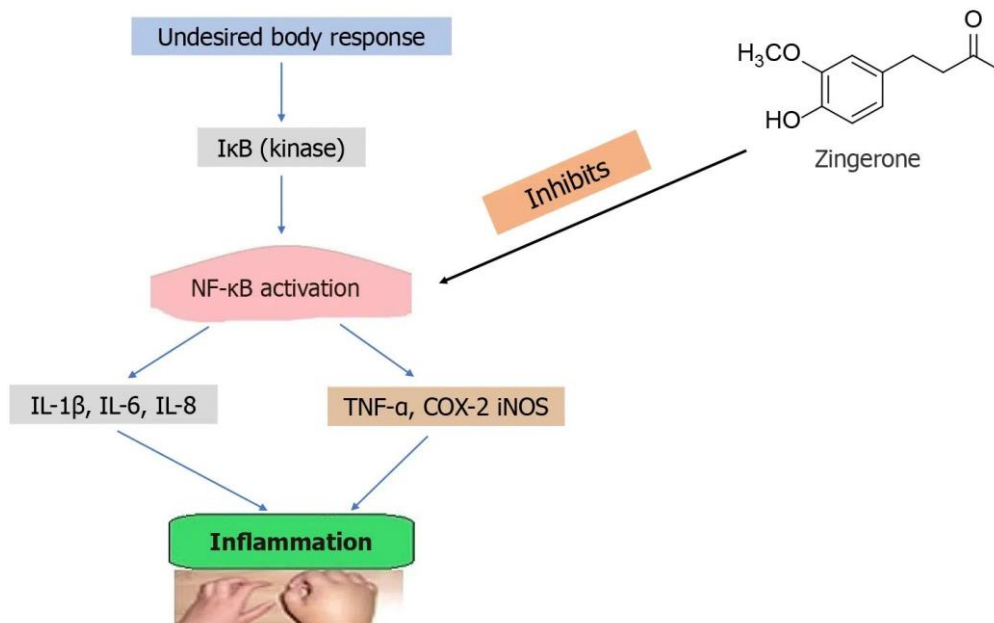 Undesired body response
O
H₃CO
HO
Zingerone
IκB (kinase)
Inhibits
NF-κB activation
IL-1β, IL-6, IL-8
TNF-α, COX-2 iNOS
Inflammation